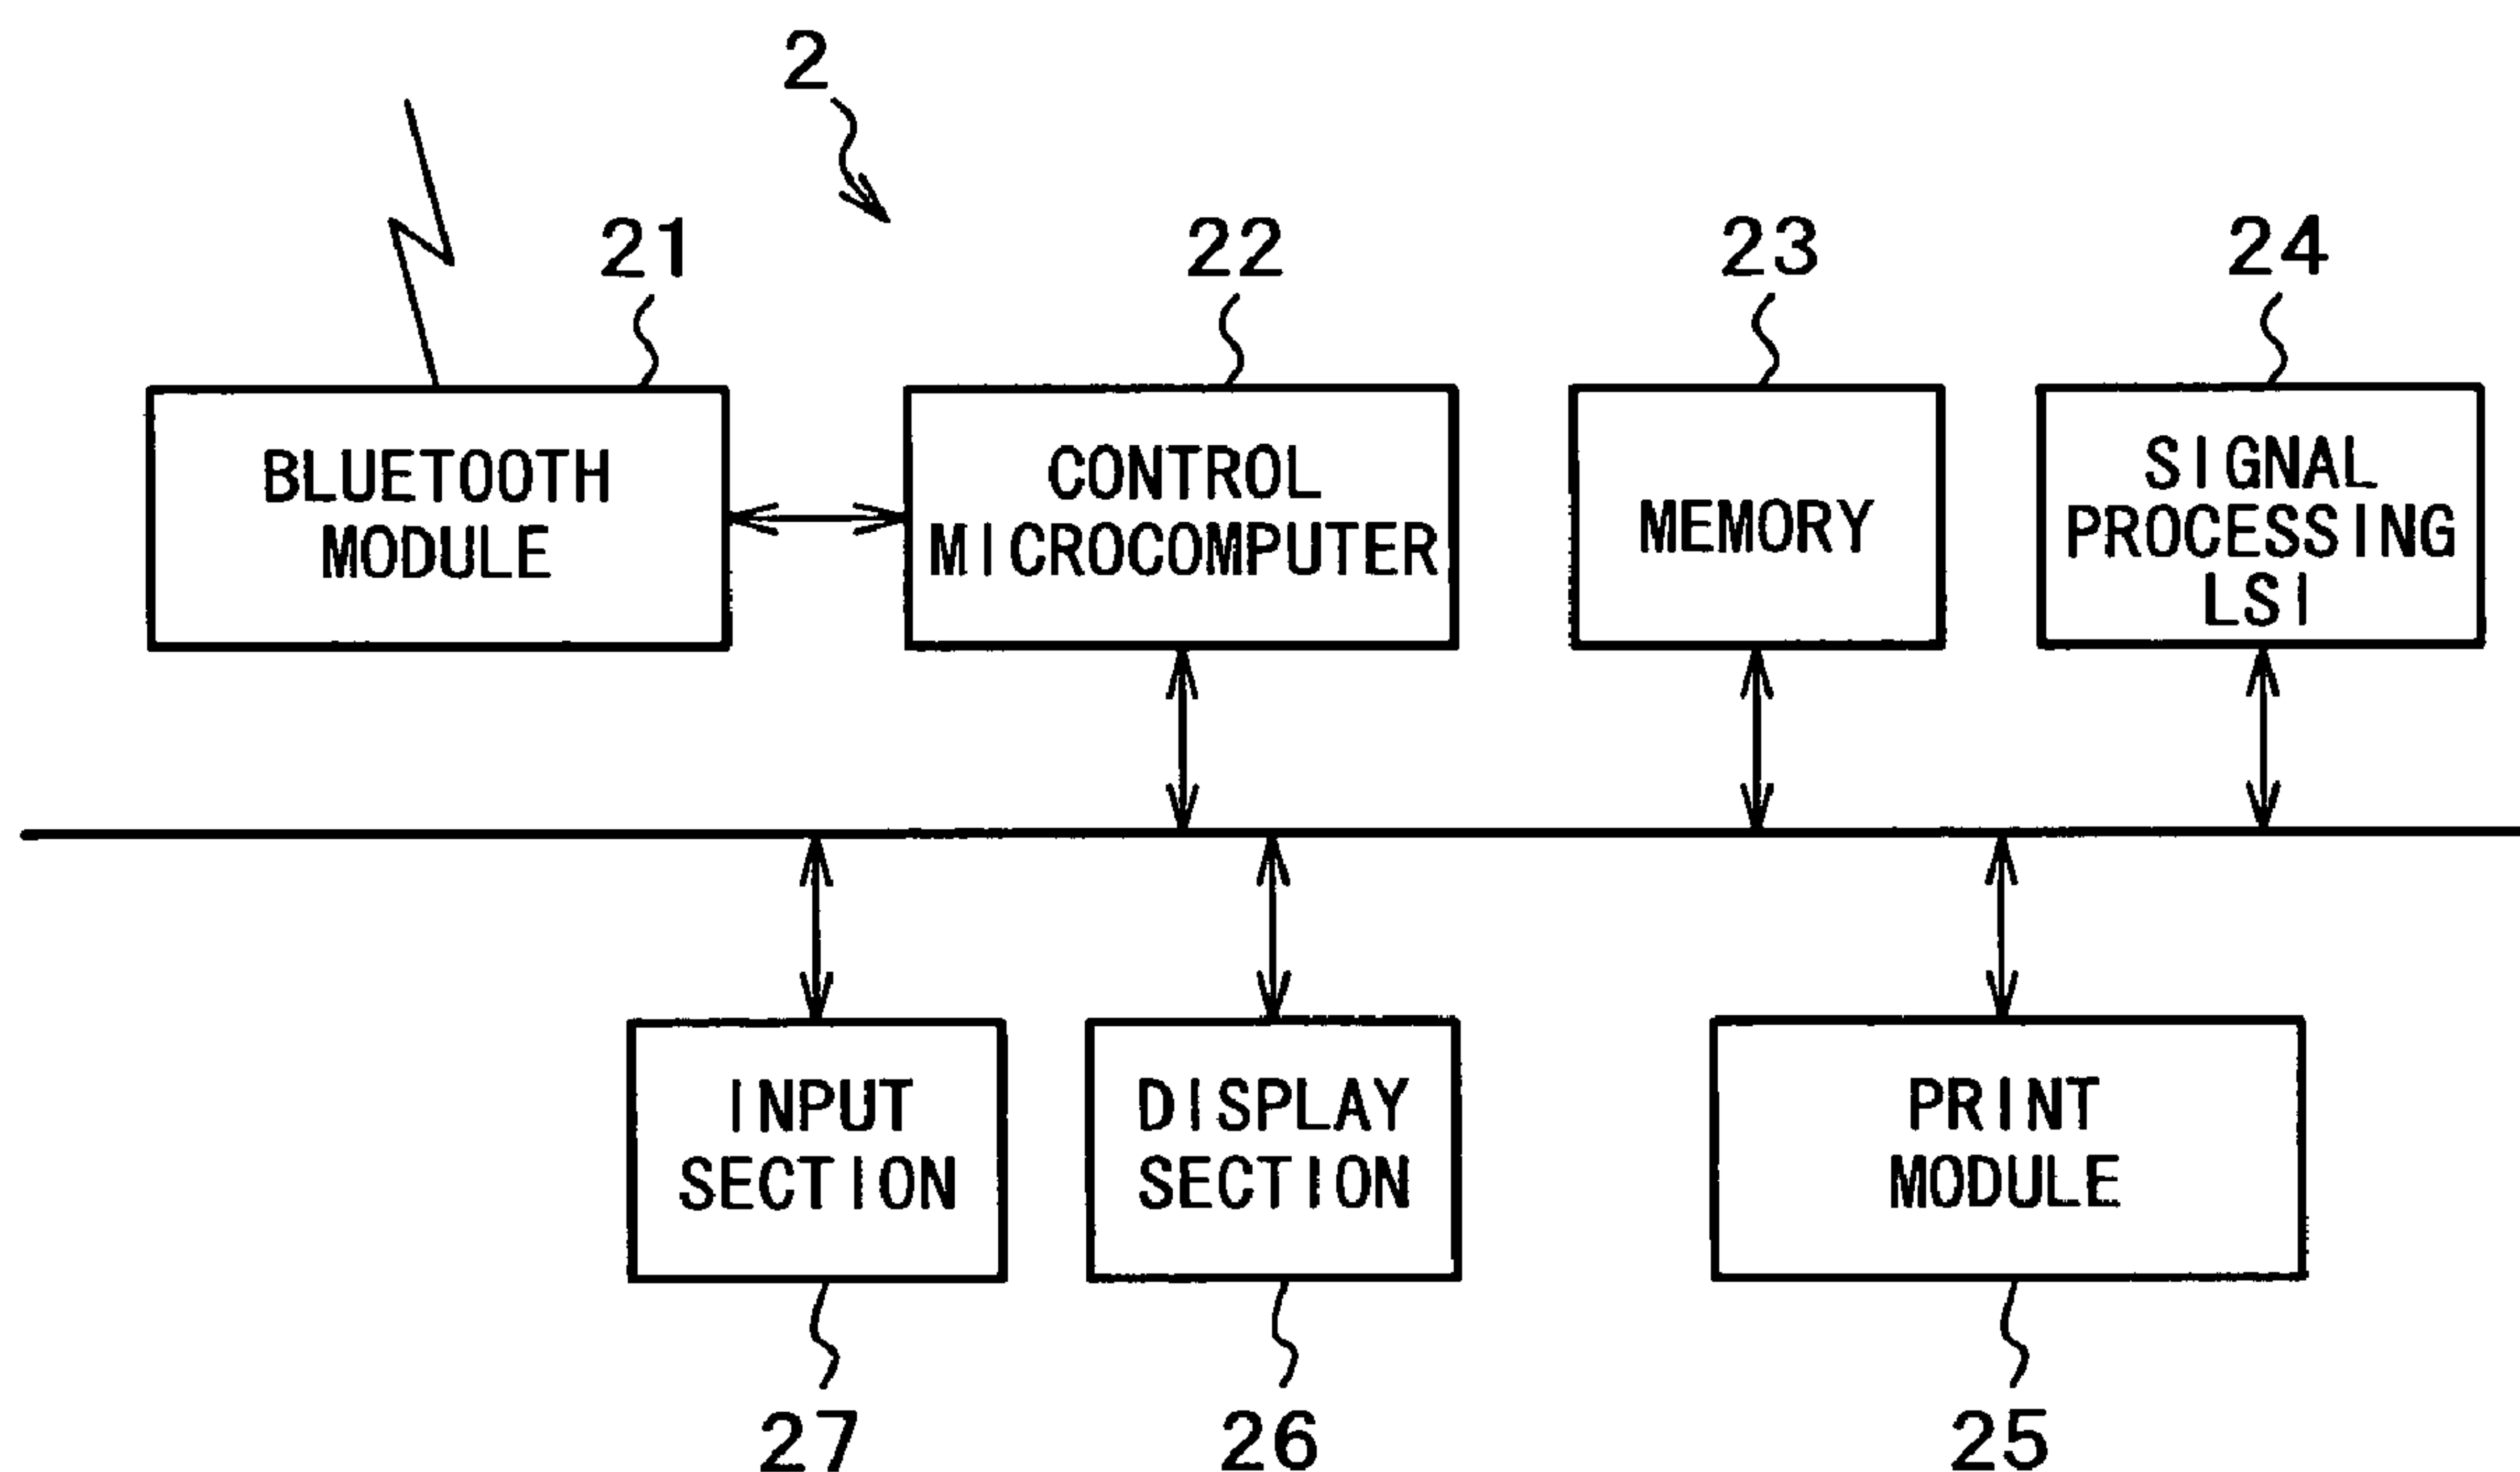 2
21
22
23
24
BLUETOOTH
MODULE
CONTROL
MICROCOMPUTER
MEMORY
SIGNAL
PROCESSING
LSI
INPUT
SECTION
DISPLAY
SECTION
PRINT
MODULE
27
26
25